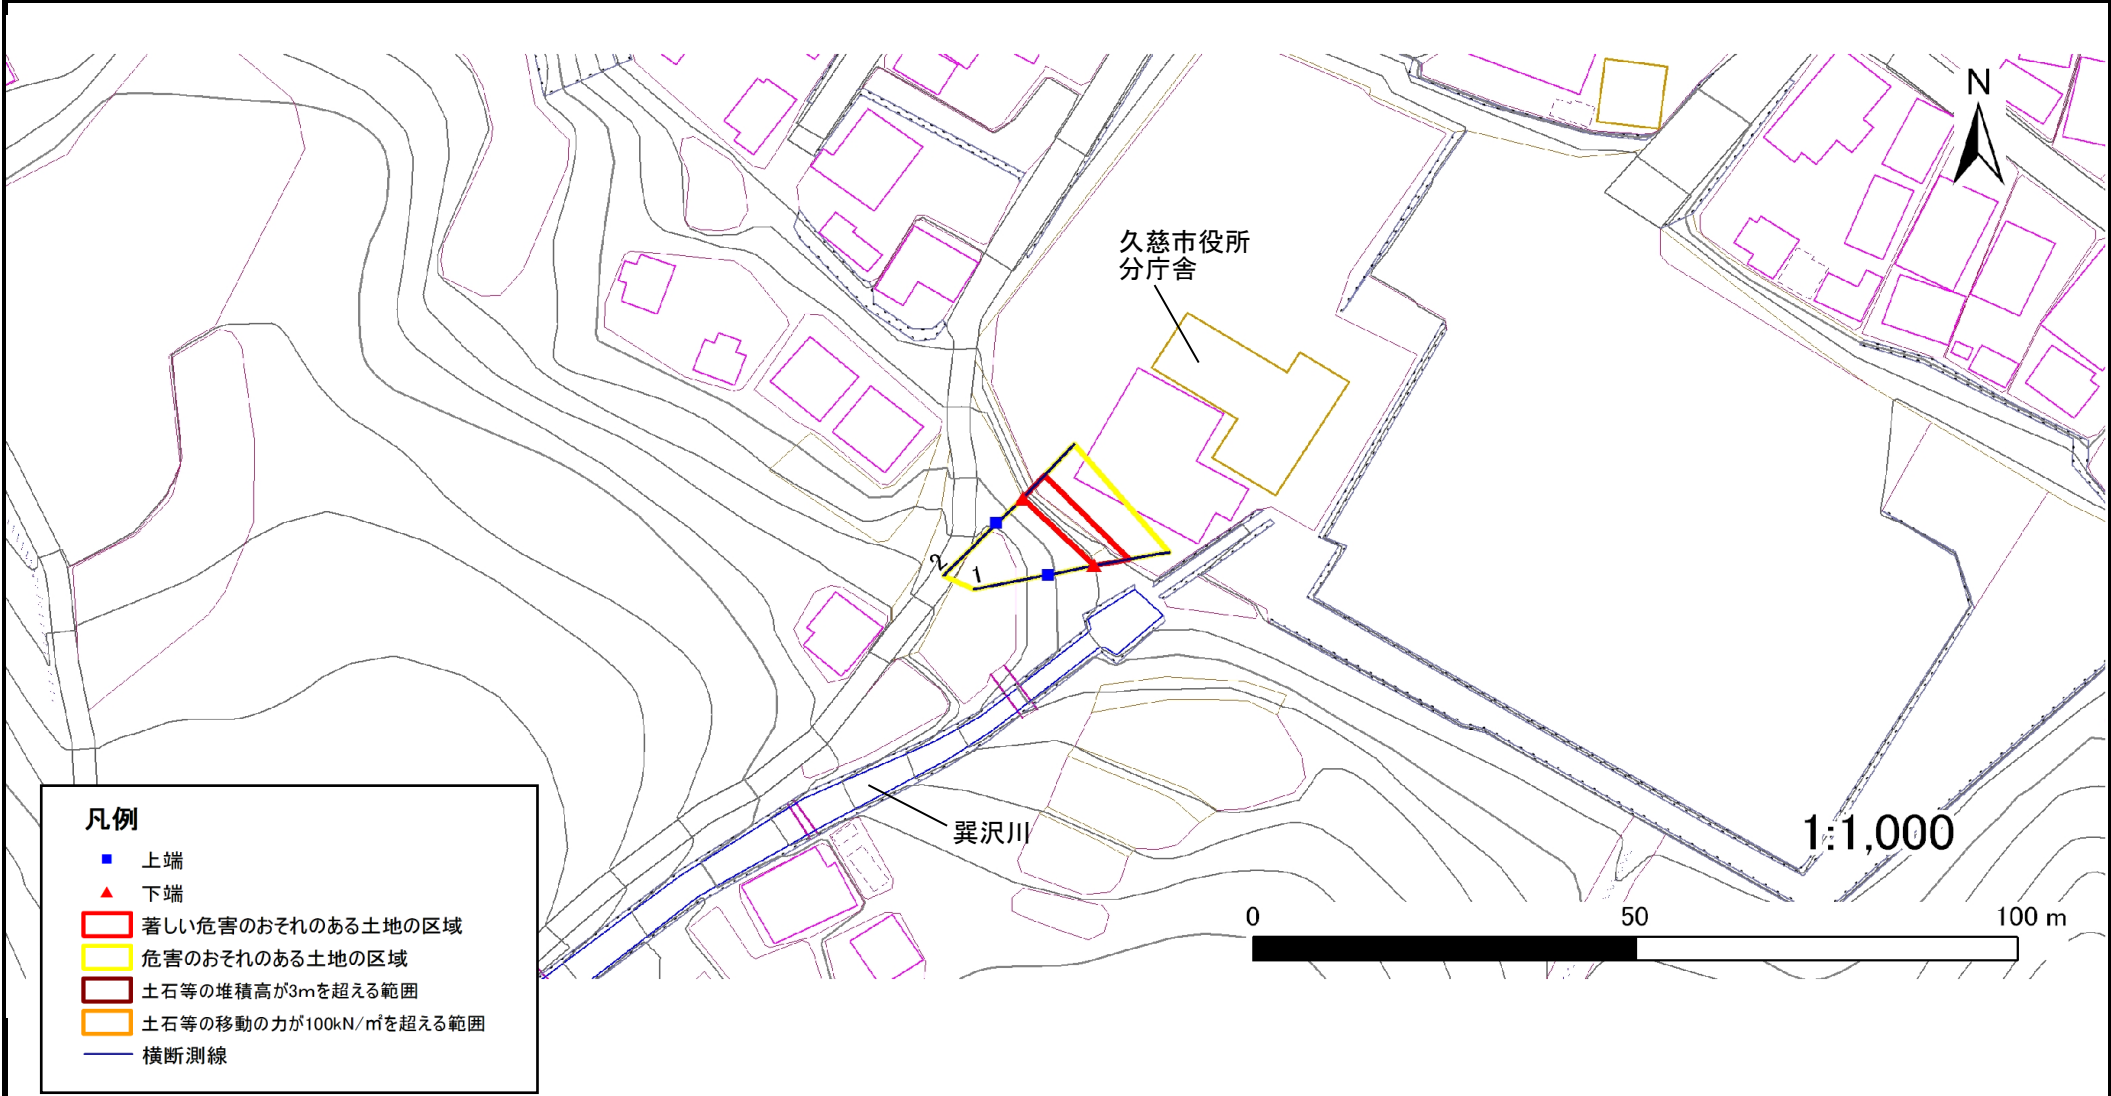 N
久慈市役所
分庁舎
2
1
巽沢川
1:1,000
0 50 100 m
凡例
上端
下端
著しい危害のおそれのある土地の区域
危害のおそれのある土地の区域
土石等の堆積高が3mを超える範囲
土石等の移動の力が100kN/㎡を超える範囲
横断測線